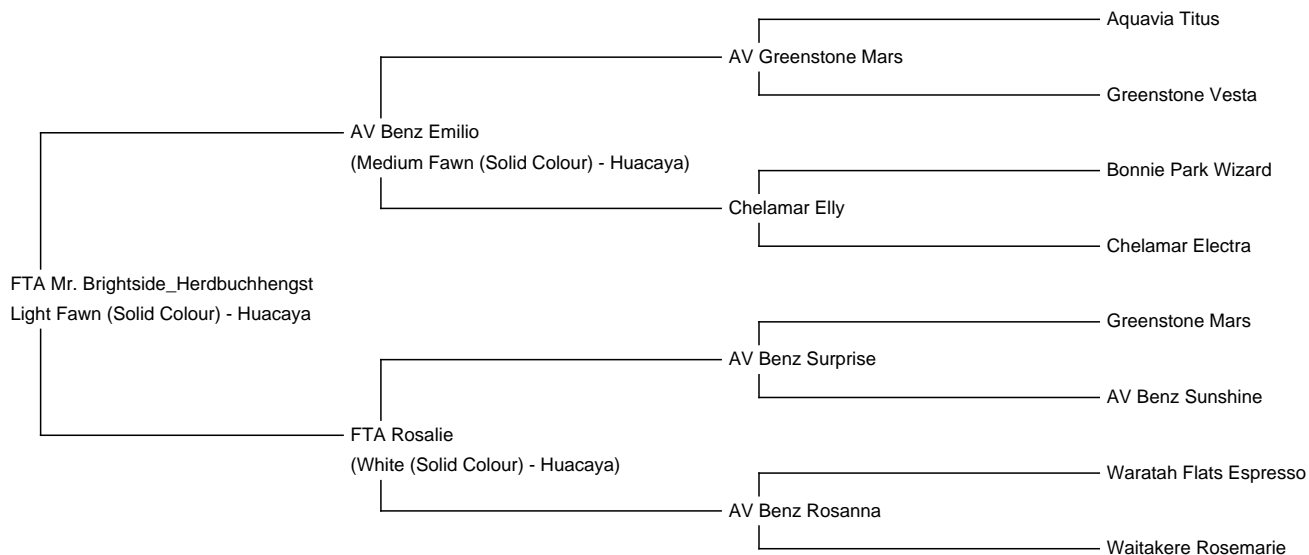 Aquavia Titus
AV Greenstone Mars
Greenstone Vesta
AV Benz Emilio
(Medium Fawn (Solid Colour) - Huacaya)
Bonnie Park Wizard
Chelamar Elly
Chelamar Electra
FTA Mr. Brightside_Herdbuchhengst
Light Fawn (Solid Colour) - Huacaya
Greenstone Mars
AV Benz Surprise
AV Benz Sunshine
FTA Rosalie
(White (Solid Colour) - Huacaya)
Waratah Flats Espresso
AV Benz Rosanna
Waitakere Rosemarie